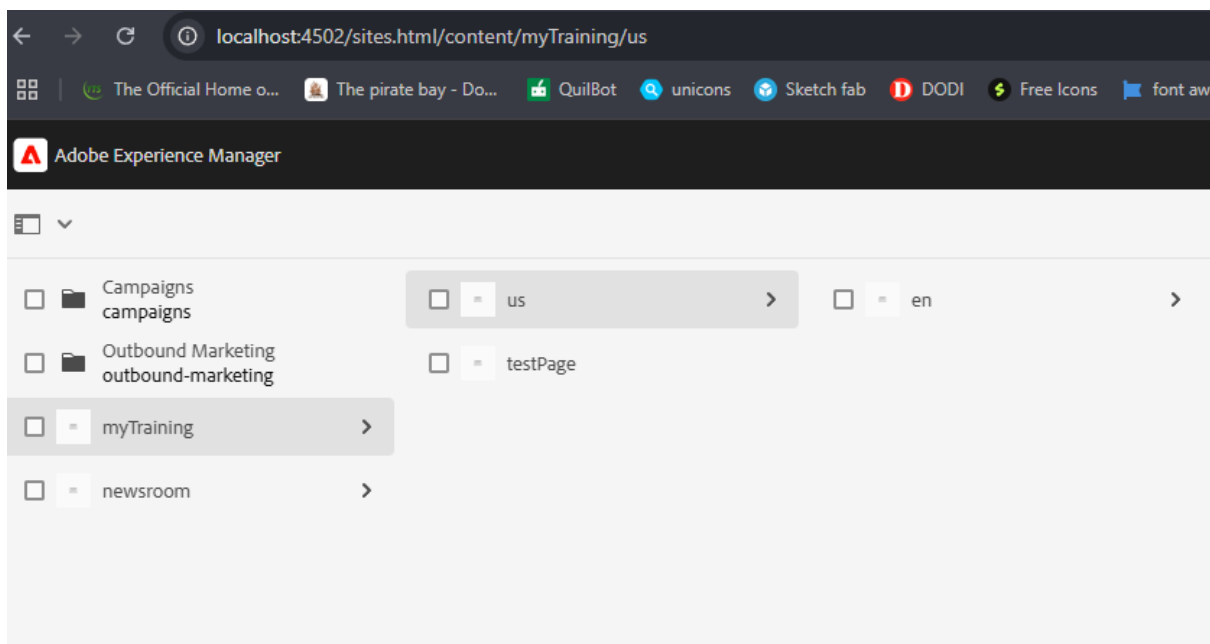 localhost:4502/sites.html/content/myTraining/us
The Official Home o... The pirate bay - Do... QuilBot unicons Sketch fab DODI Free Icons font aw
Adobe Experience Manager
Campaigns
campaigns
us
en
Outbound Marketing
outbound-marketing
testPage
myTraining
newsroom